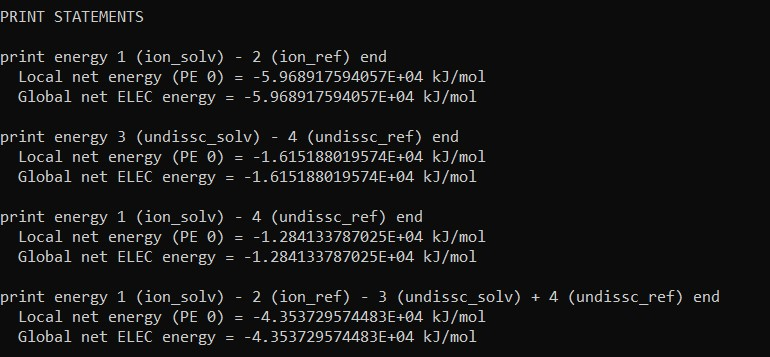 PRINT STATEMENTS
print energy 1 (ion_solv) - 2 (ion_ref) end
Local net energy (PE 0) = -5.968917594057E+04 kJ/mol
Global net ELEC energy = -5.968917594057E+04 kJ/mol
print energy 3 (undissc_solv) - 4 (undissc_ref) end
Local net energy (PE 0) = -1.615188019574E+04 kJ/mol
Global net ELEC energy = -1.615188019574E+04 kJ/mol
print energy 1 (ion_solv) - 4 (undissc_ref) end
Local net energy (PE 0) = -1.284133787025E+04 kJ/mol
Global net ELEC energy = -1.284133787025E+04 kJ/mol
print energy 1 (ion_solv) - 2 (ion_ref) - 3 (undissc_solv) + 4 (undissc_ref) end
Local net energy (PE 0) = -4.353729574483E+04 kJ/mol
Global net ELEC energy = -4.353729574483E+04 kJ/mol